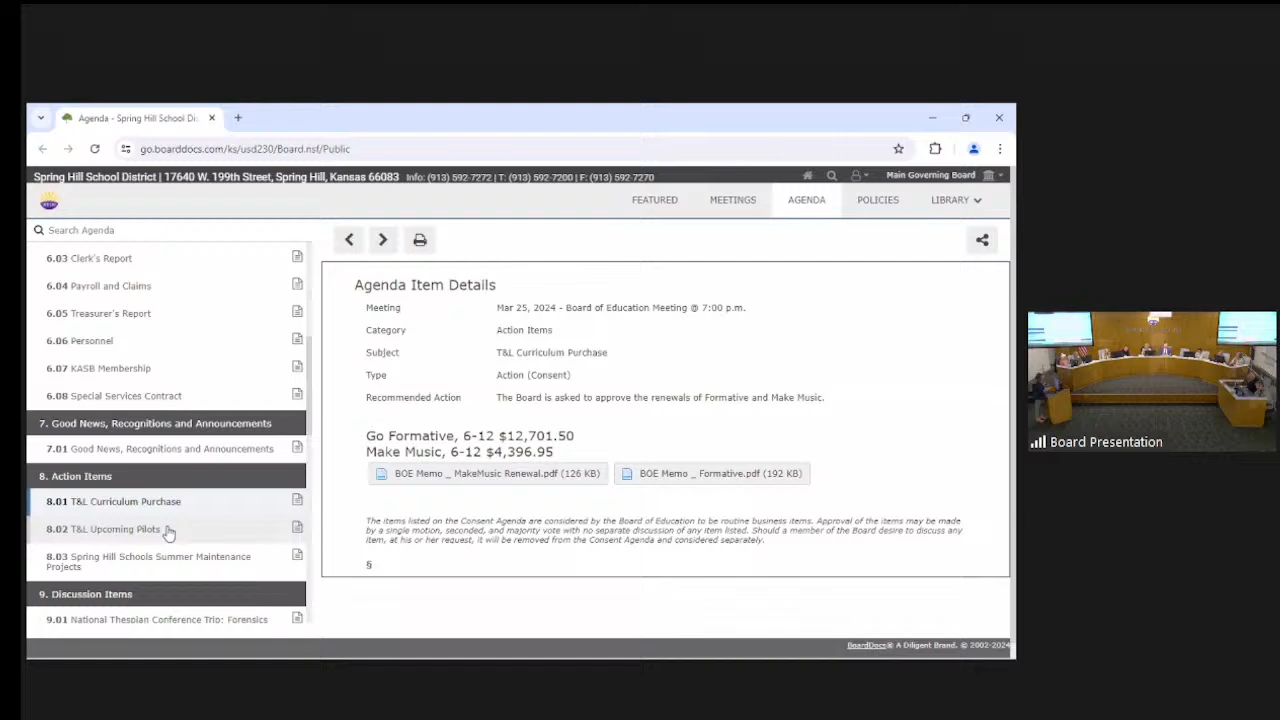 Agenda - Spring Hill School Di
go.boarddocs.com/ks/usd230/Board.nsf/Public
Spring Hill School District | 17640 W. 199th Street, Spring Hill, Kansas 66083 Info: (913) 592-7272 | T: (913) 592-7200 | F: (913) 592-7270
Main Governing Board
FEATURED MEETINGS AGENDA POLICIES LIBRARY
Search Agenda
6.03 Clerk's Report
6.04 Payroll and Claims
6.05 Treasurer's Report
6.06 Personnel
6.07 KASB Membership
6.08 Special Services Contract
7. Good News, Recognitions and Announcements
7.01 Good News, Recognitions and Announcements
8. Action Items
8.01 T&L Curriculum Purchase
8.02 T&L Upcoming Pilots
8.03 Spring Hill Schools Summer Maintenance
Projects
9. Discussion Items
9.01 National Thespian Conference Trip: Forensics
Agenda Item Details
Meeting Mar 25, 2024 - Board of Education Meeting @ 7:00 p.m.
Category Action Items
Subject T&L Curriculum Purchase
Type Action (Consent)
Recommended Action The Board is asked to approve the renewals of Formative and Make Music.
Go Formative, 6-12 $12,701.50
Make Music, 6-12 $4,396.95
BOE Memo _ MakeMusic Renewal.pdf (126 KB) BOE Memo _ Formative.pdf (192 KB)
The items listed on the Consent Agenda are considered by the Board of Education to be routine business items. Approval of the items may be
made by a single motion, seconded, and majority vote with no separate discussion of any item listed. Should a member of the Board desire to discuss any
item, at his or her request, it will be removed from the Consent Agenda and considered separately.
§
BoardDocs® A Diligent Brand. © 2002-2024
Board Presentation